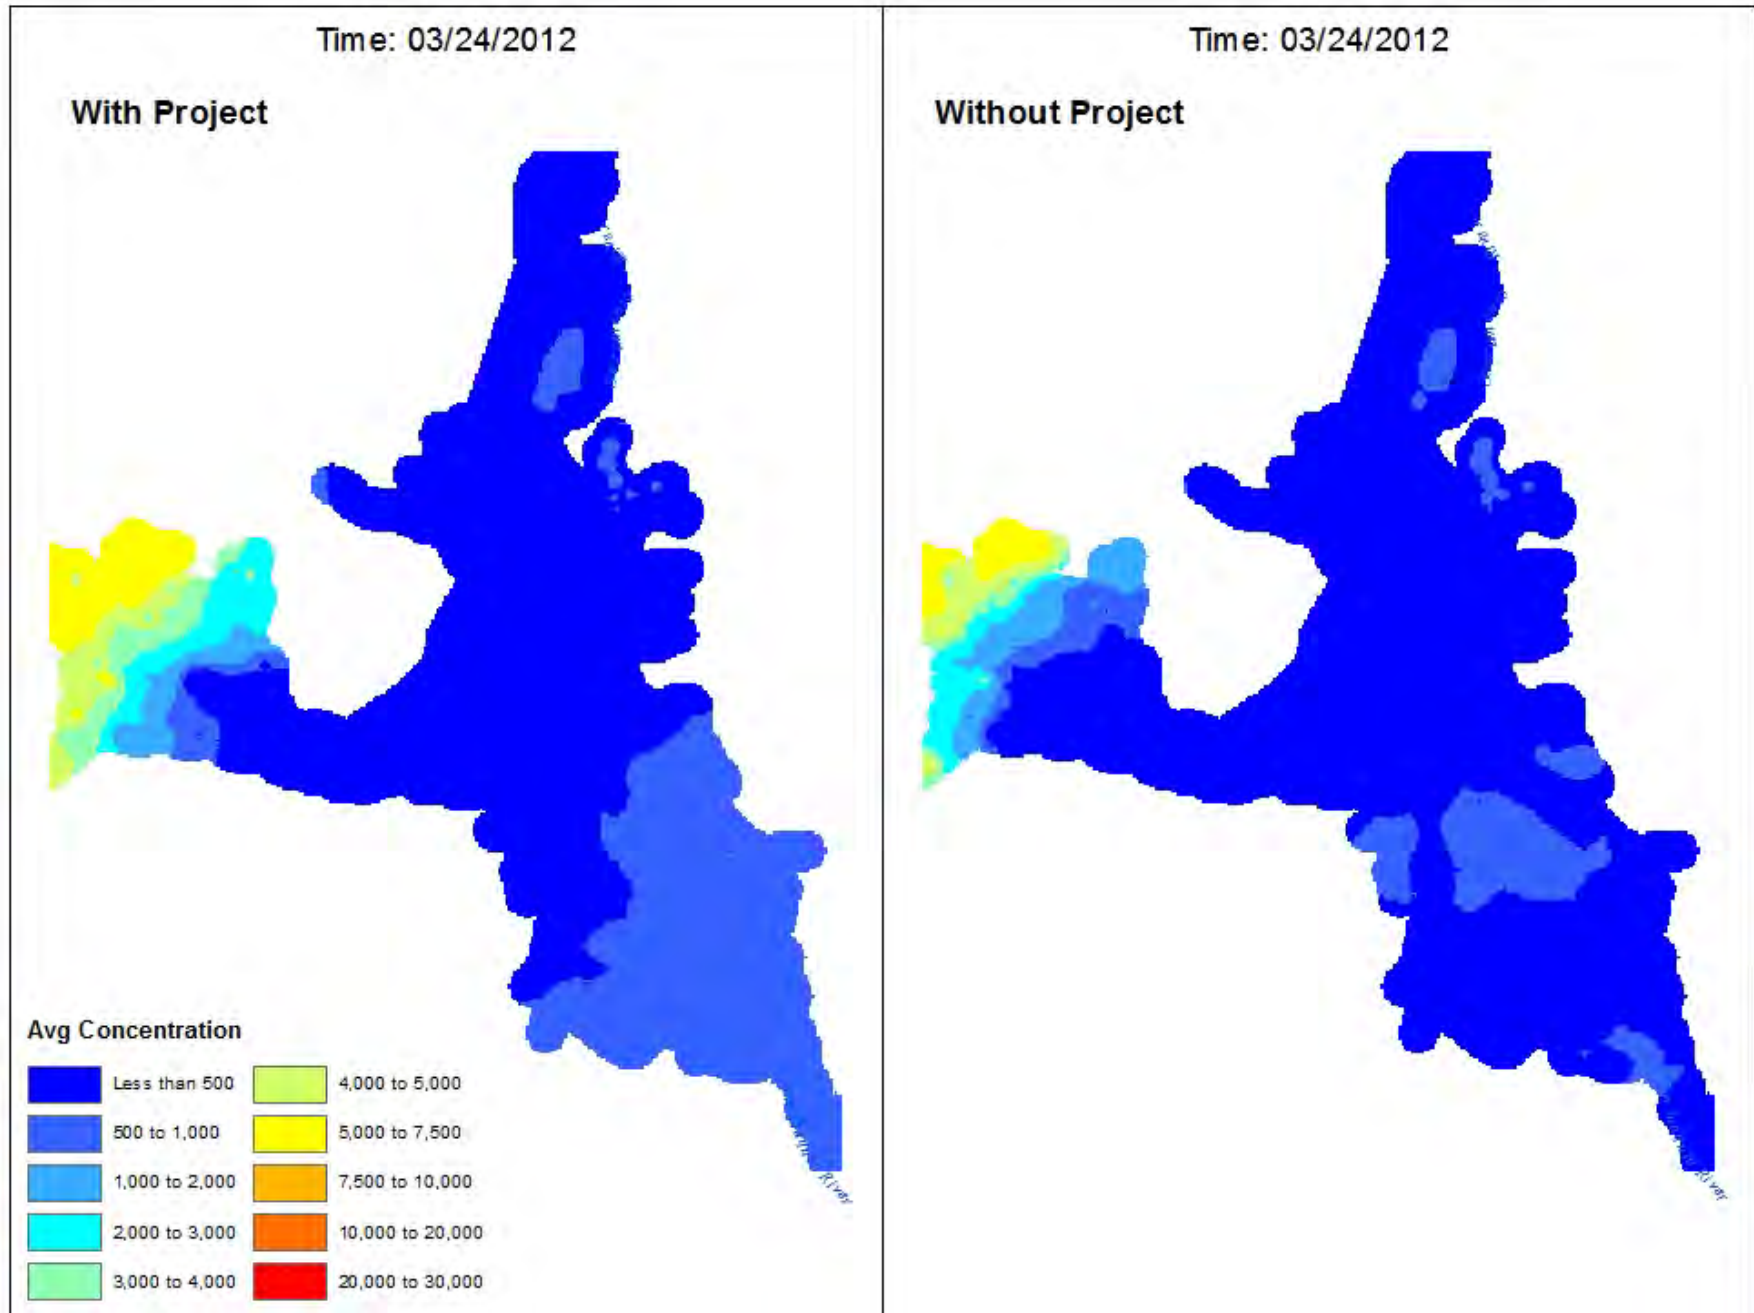 Time: 03/24/2012
With Project
Avg Concentration
Less than 500
500 to 1,000
1,000 to 2,000
2,000 to 3,000
3,000 to 4,000
4,000 to 5,000
5,000 to 7,500
7,500 to 10,000
10,000 to 20,000
20,000 to 30,000
River
Time: 03/24/2012
Without Project
River